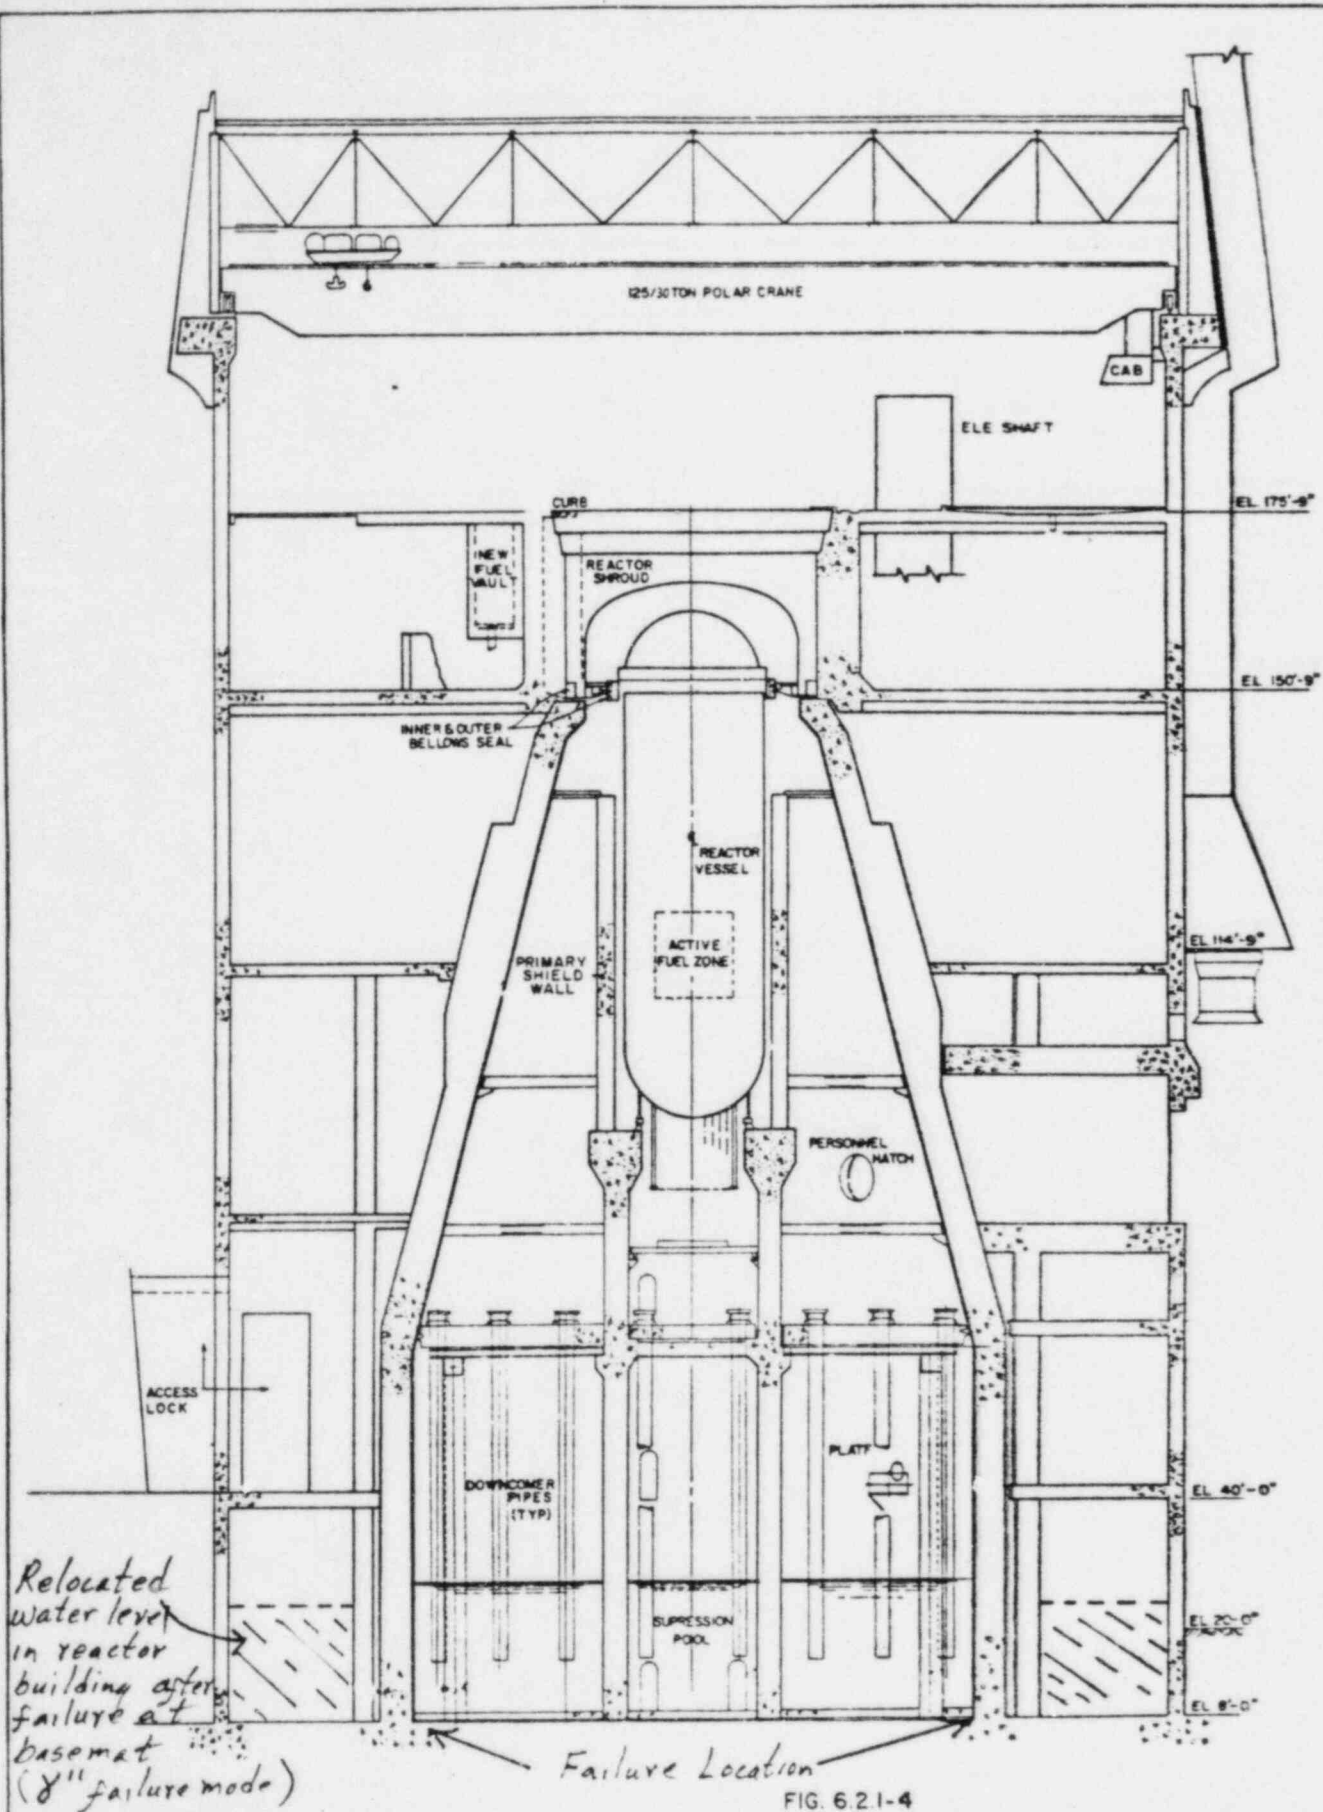 125/30 TON POLAR CRANE
CAB
ELE SHAFT
EL 175'-9"
CURB
NEW
FUEL
VAULT
REACTOR
SHROUD
EL 150'-9"
INNER & OUTER
BELLOWS SEAL
REACTOR
VESSEL
ACTIVE
FUEL ZONE
EL 114'-9"
PRIMARY
SHIELD
WALL
PERSONNEL
HATCH
ACCESS
LOCK
DOWNCOMER
PIPES
(TYP)
PLATF
EL 40'-0"
SUPRESSION
POOL
EL 20'-0"
EL 8'-0"
Relocated
water level
in reactor
building after
failure at
basemat
(γ" failure mode)
Failure Location
FIG. 6.2.1-4